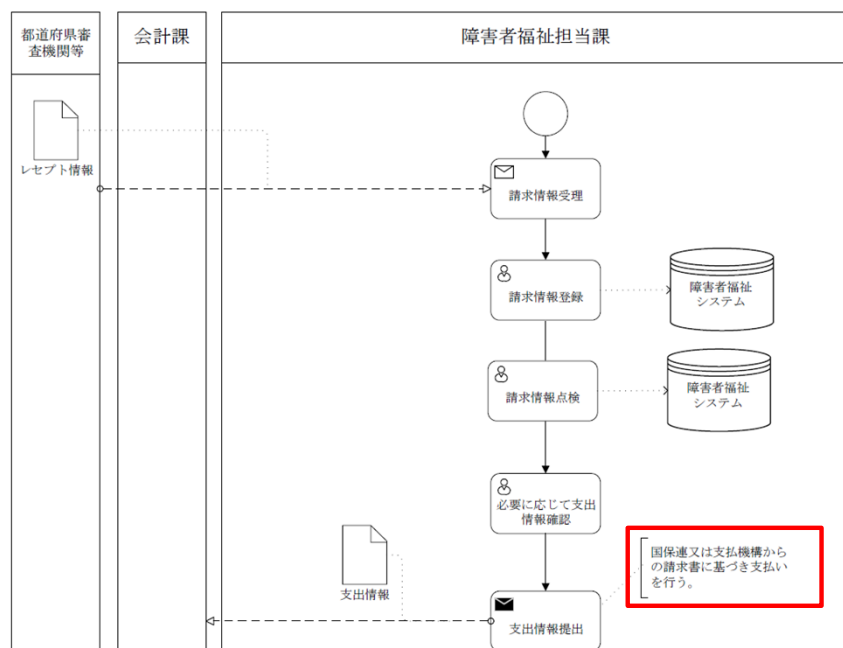 都道府県審
査機関等
会計課
障害者福祉担当課
レセプト情報
請求情報受理
請求情報登録
障害者福祉
システム
請求情報点検
障害者福祉
システム
必要に応じて支出
情報確認
国保連又は支払機構から
の請求書に基づき支払い
を行う。
支出情報
支出情報提出